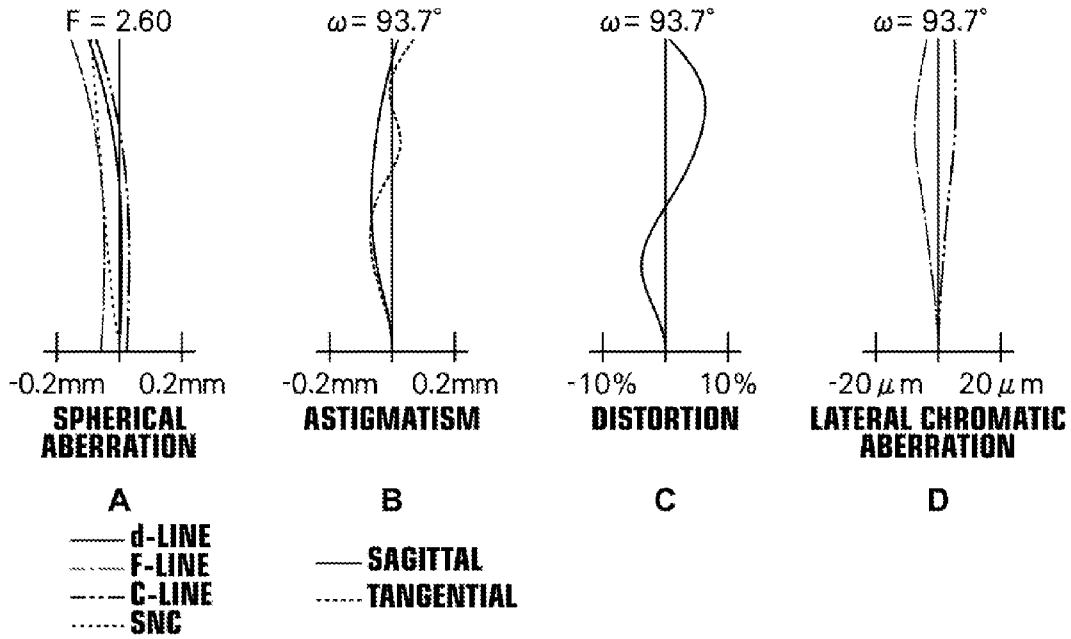 F = 2.60
ω = 93.7°
ω = 93.7°
ω = 93.7°
-0.2mm 0.2mm
-0.2mm 0.2mm
-10% 10%
-20 μm 20 μm
SPHERICAL
ABERRATION
ASTIGMATISM
DISTORTION
LATERAL CHROMATIC
ABERRATION
A
B
C
D
d-LINE
F-LINE
C-LINE
SNC
SAGITTAL
TANGENTIAL